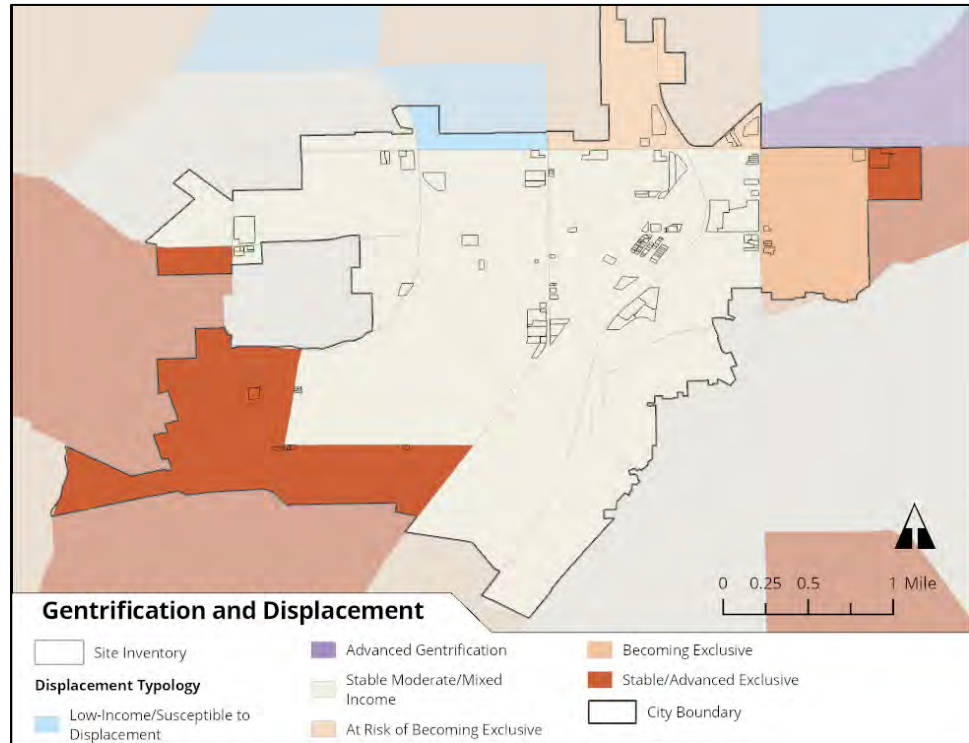 0 0.25 0.5 1 Mile
Gentrification and Displacement
Site Inventory
Displacement Typology
Low-Income/Susceptible to
Displacement
Advanced Gentrification
Stable Moderate/Mixed
Income
At Risk of Becoming Exclusive
Becoming Exclusive
Stable/Advanced Exclusive
City Boundary